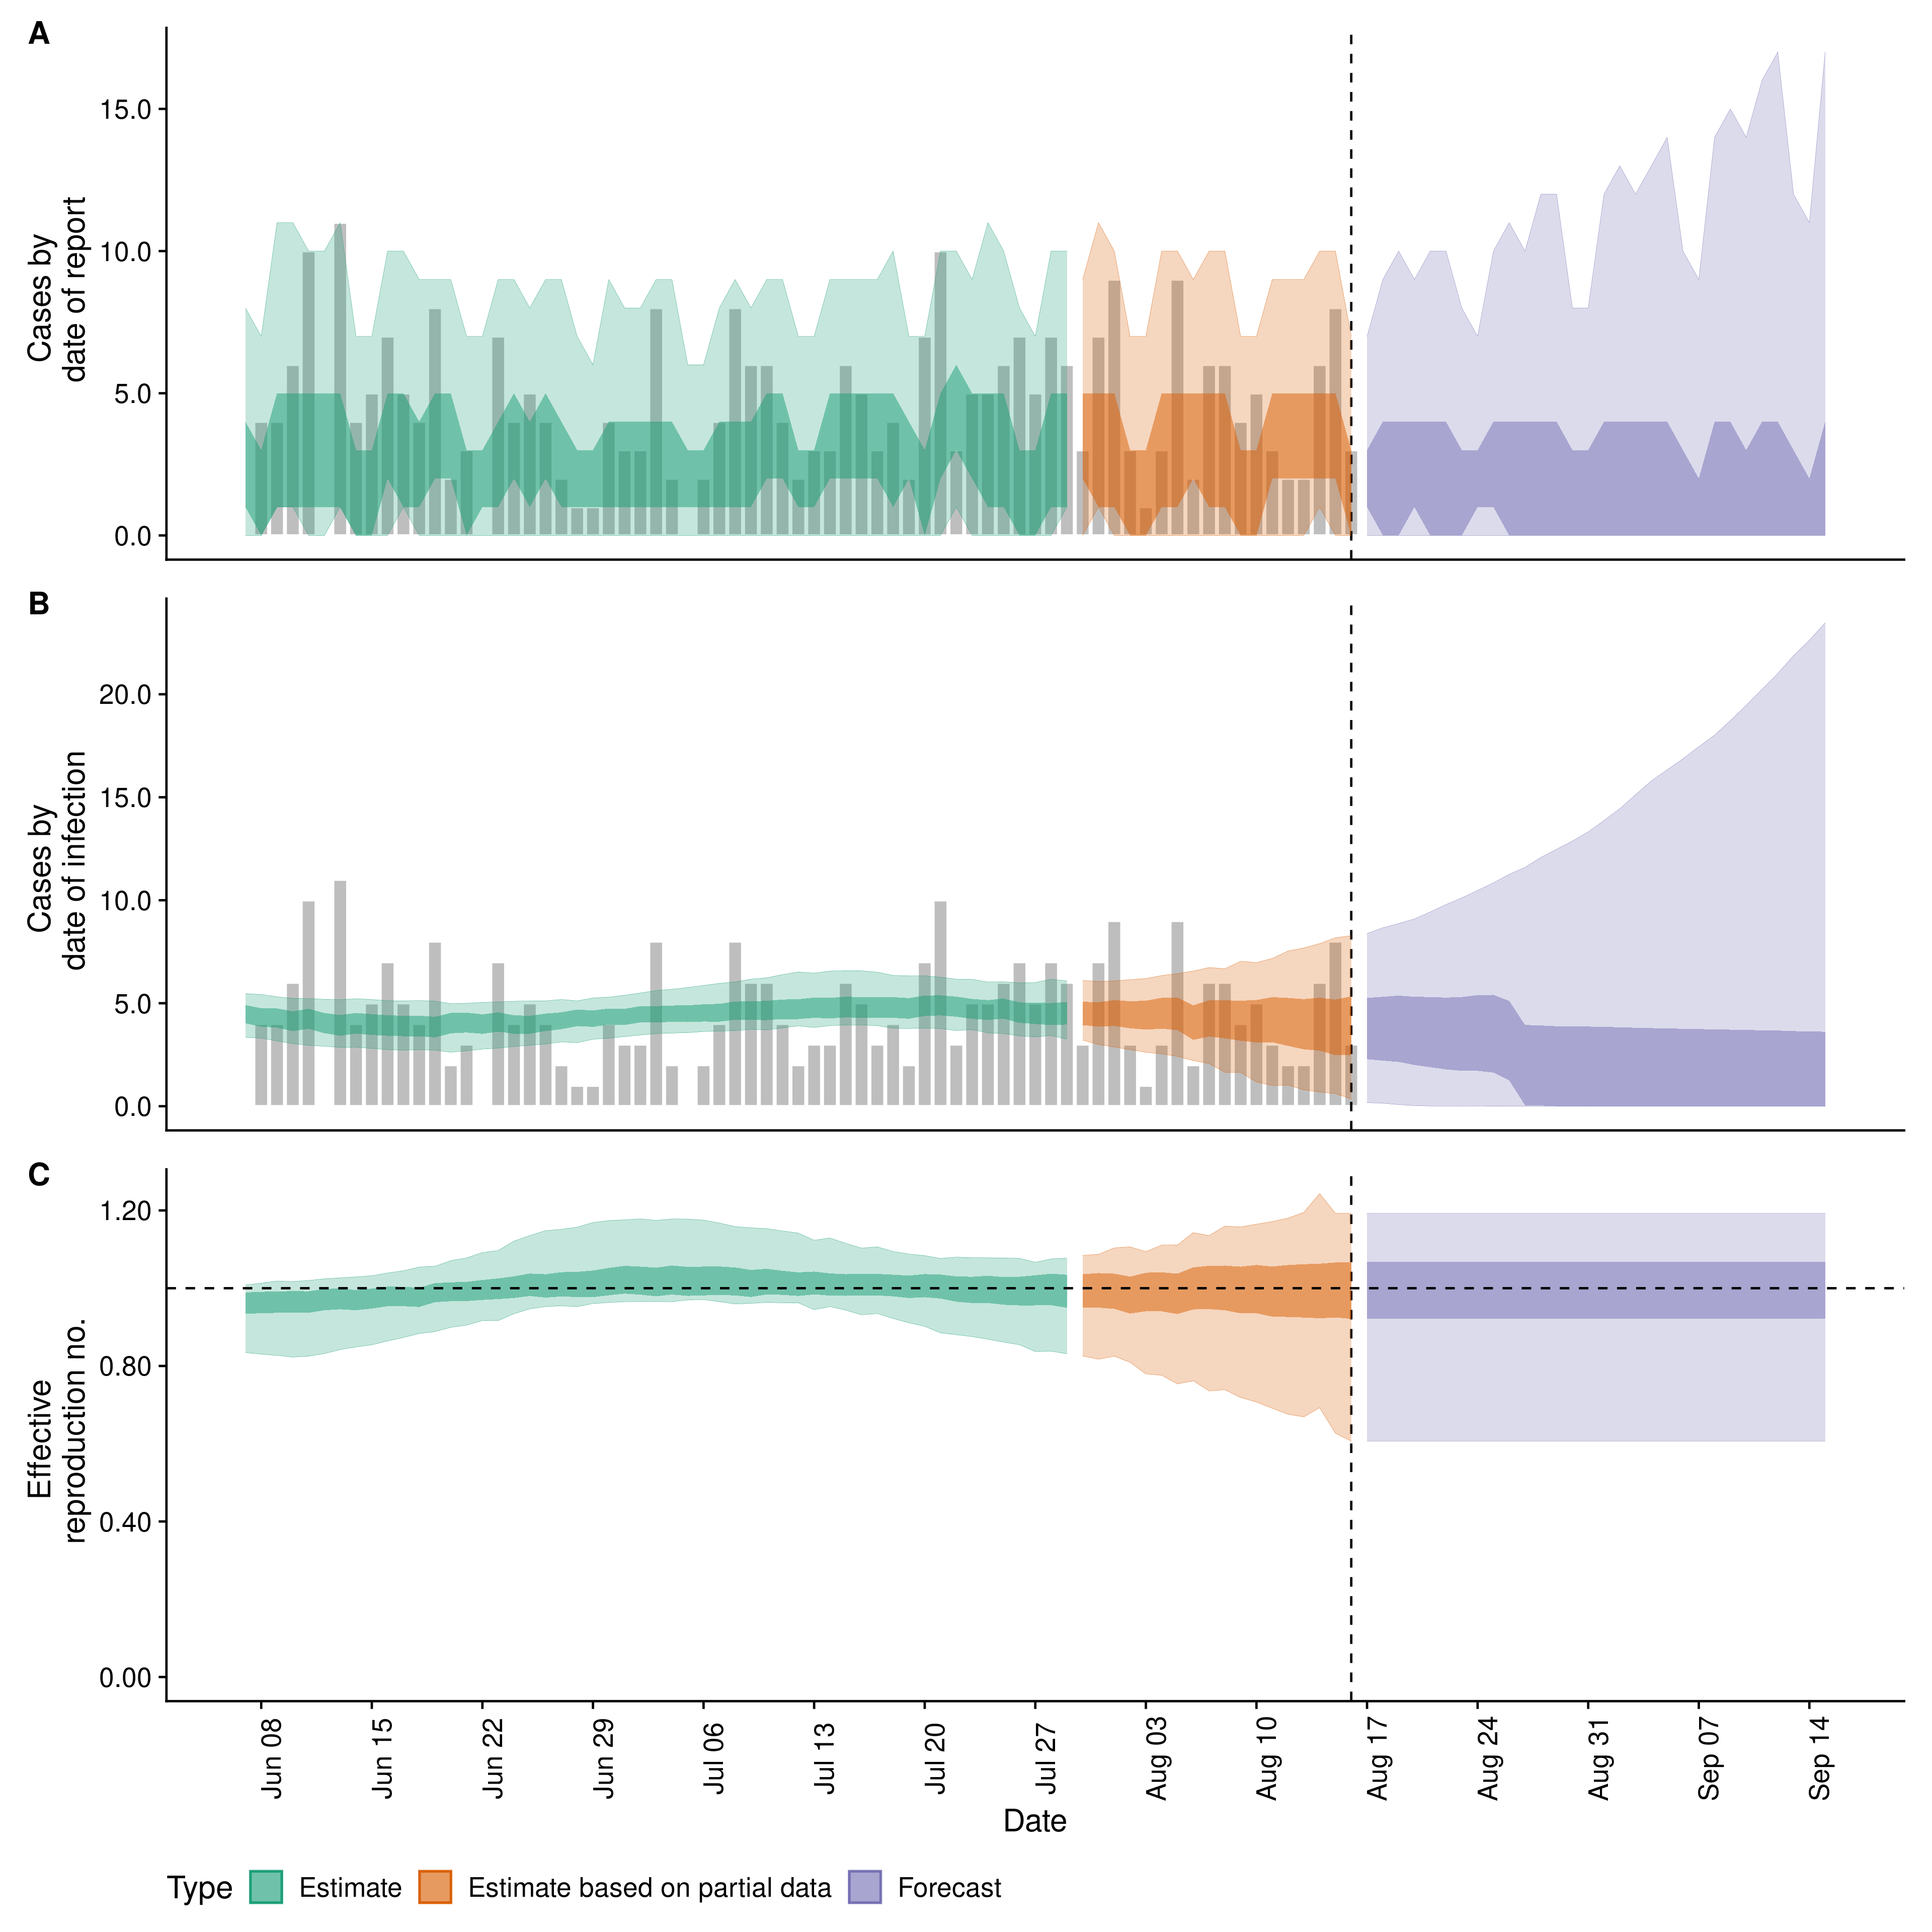 A
Cases by
date of report
15.0
10.0
5.0
0.0
B
Cases by
date of infection
20.0
15.0
10.0
5.0
0.0
C
Effective
reproduction no.
1.20
0.80
0.40
0.00
Jun 08
Jun 15
Jun 22
Jun 29
Jul 06
Jul 13
Jul 20
Jul 27
Aug 03
Aug 10
Aug 17
Aug 24
Aug 31
Sep 07
Sep 14
Date
Type Estimate Estimate based on partial data Forecast